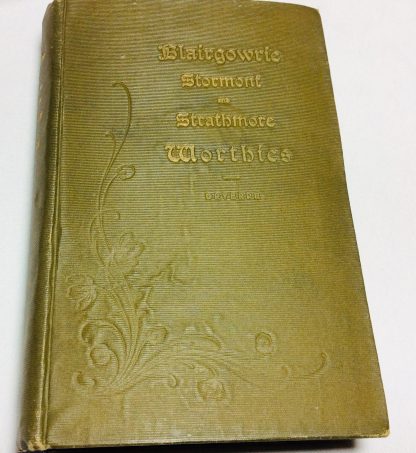 Blairgowrie
Stormont
and
Strathmore
Worthies